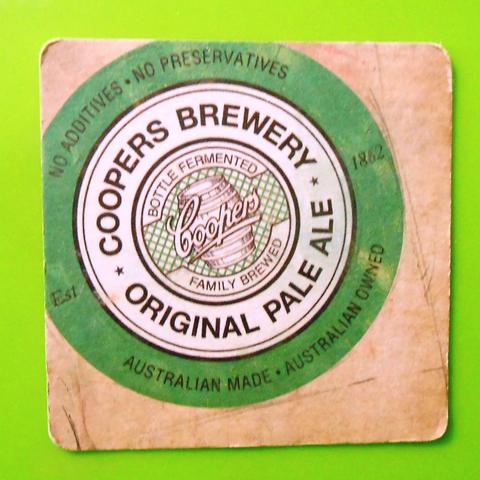 NO ADDITIVES • NO PRESERVATIVES
Est 1862
COOPERS BREWERY
BOTTLE FERMENTED
Coopers
FAMILY BREWED
★ ORIGINAL PALE ALE ★
AUSTRALIAN MADE • AUSTRALIAN OWNED